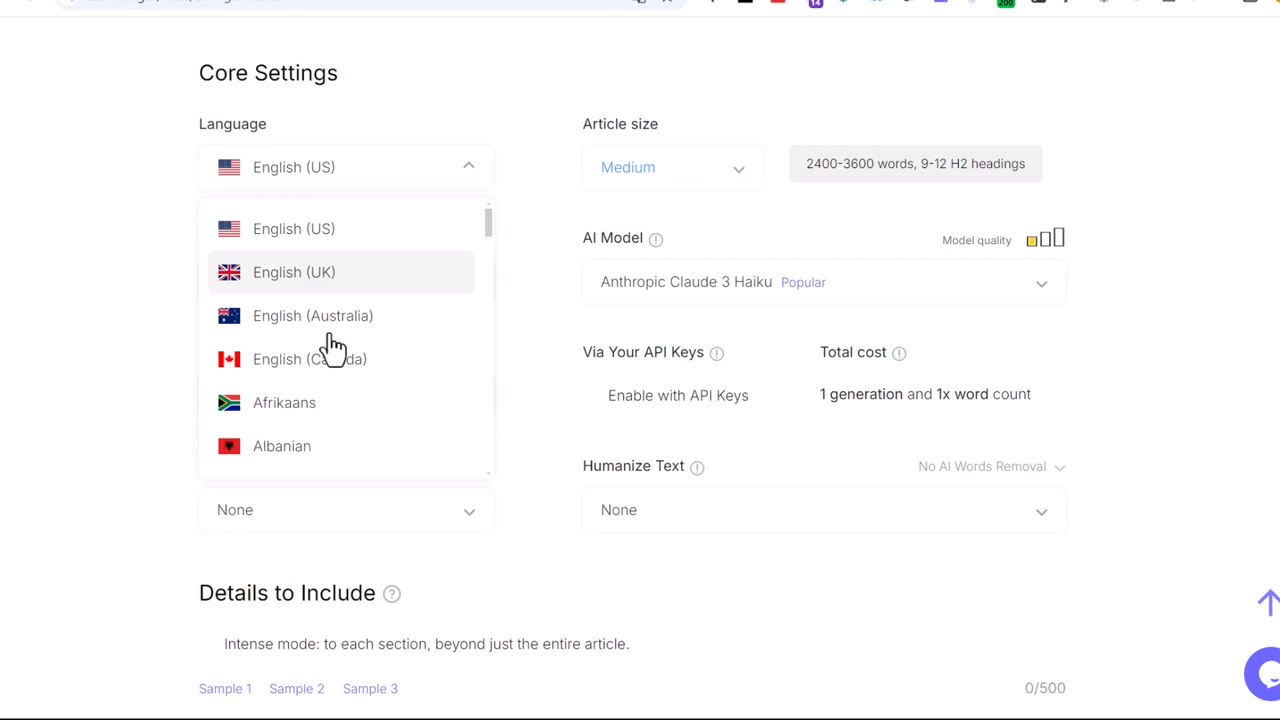 Core Settings
Language
Article size
English (US)
Medium
2400-3600 words, 9-12 H2 headings
English (US)
AI Model
Model quality
English (UK)
Anthropic Claude 3 Haiku Popular
English (Australia)
Via Your API Keys
Total cost
English (Canada)
Enable with API Keys
1 generation and 1x word count
Afrikaans
Albanian
Humanize Text
No AI Words Removal
None
None
Details to Include
Intense mode: to each section, beyond just the entire article.
Sample 1 Sample 2 Sample 3
0/500
14
200